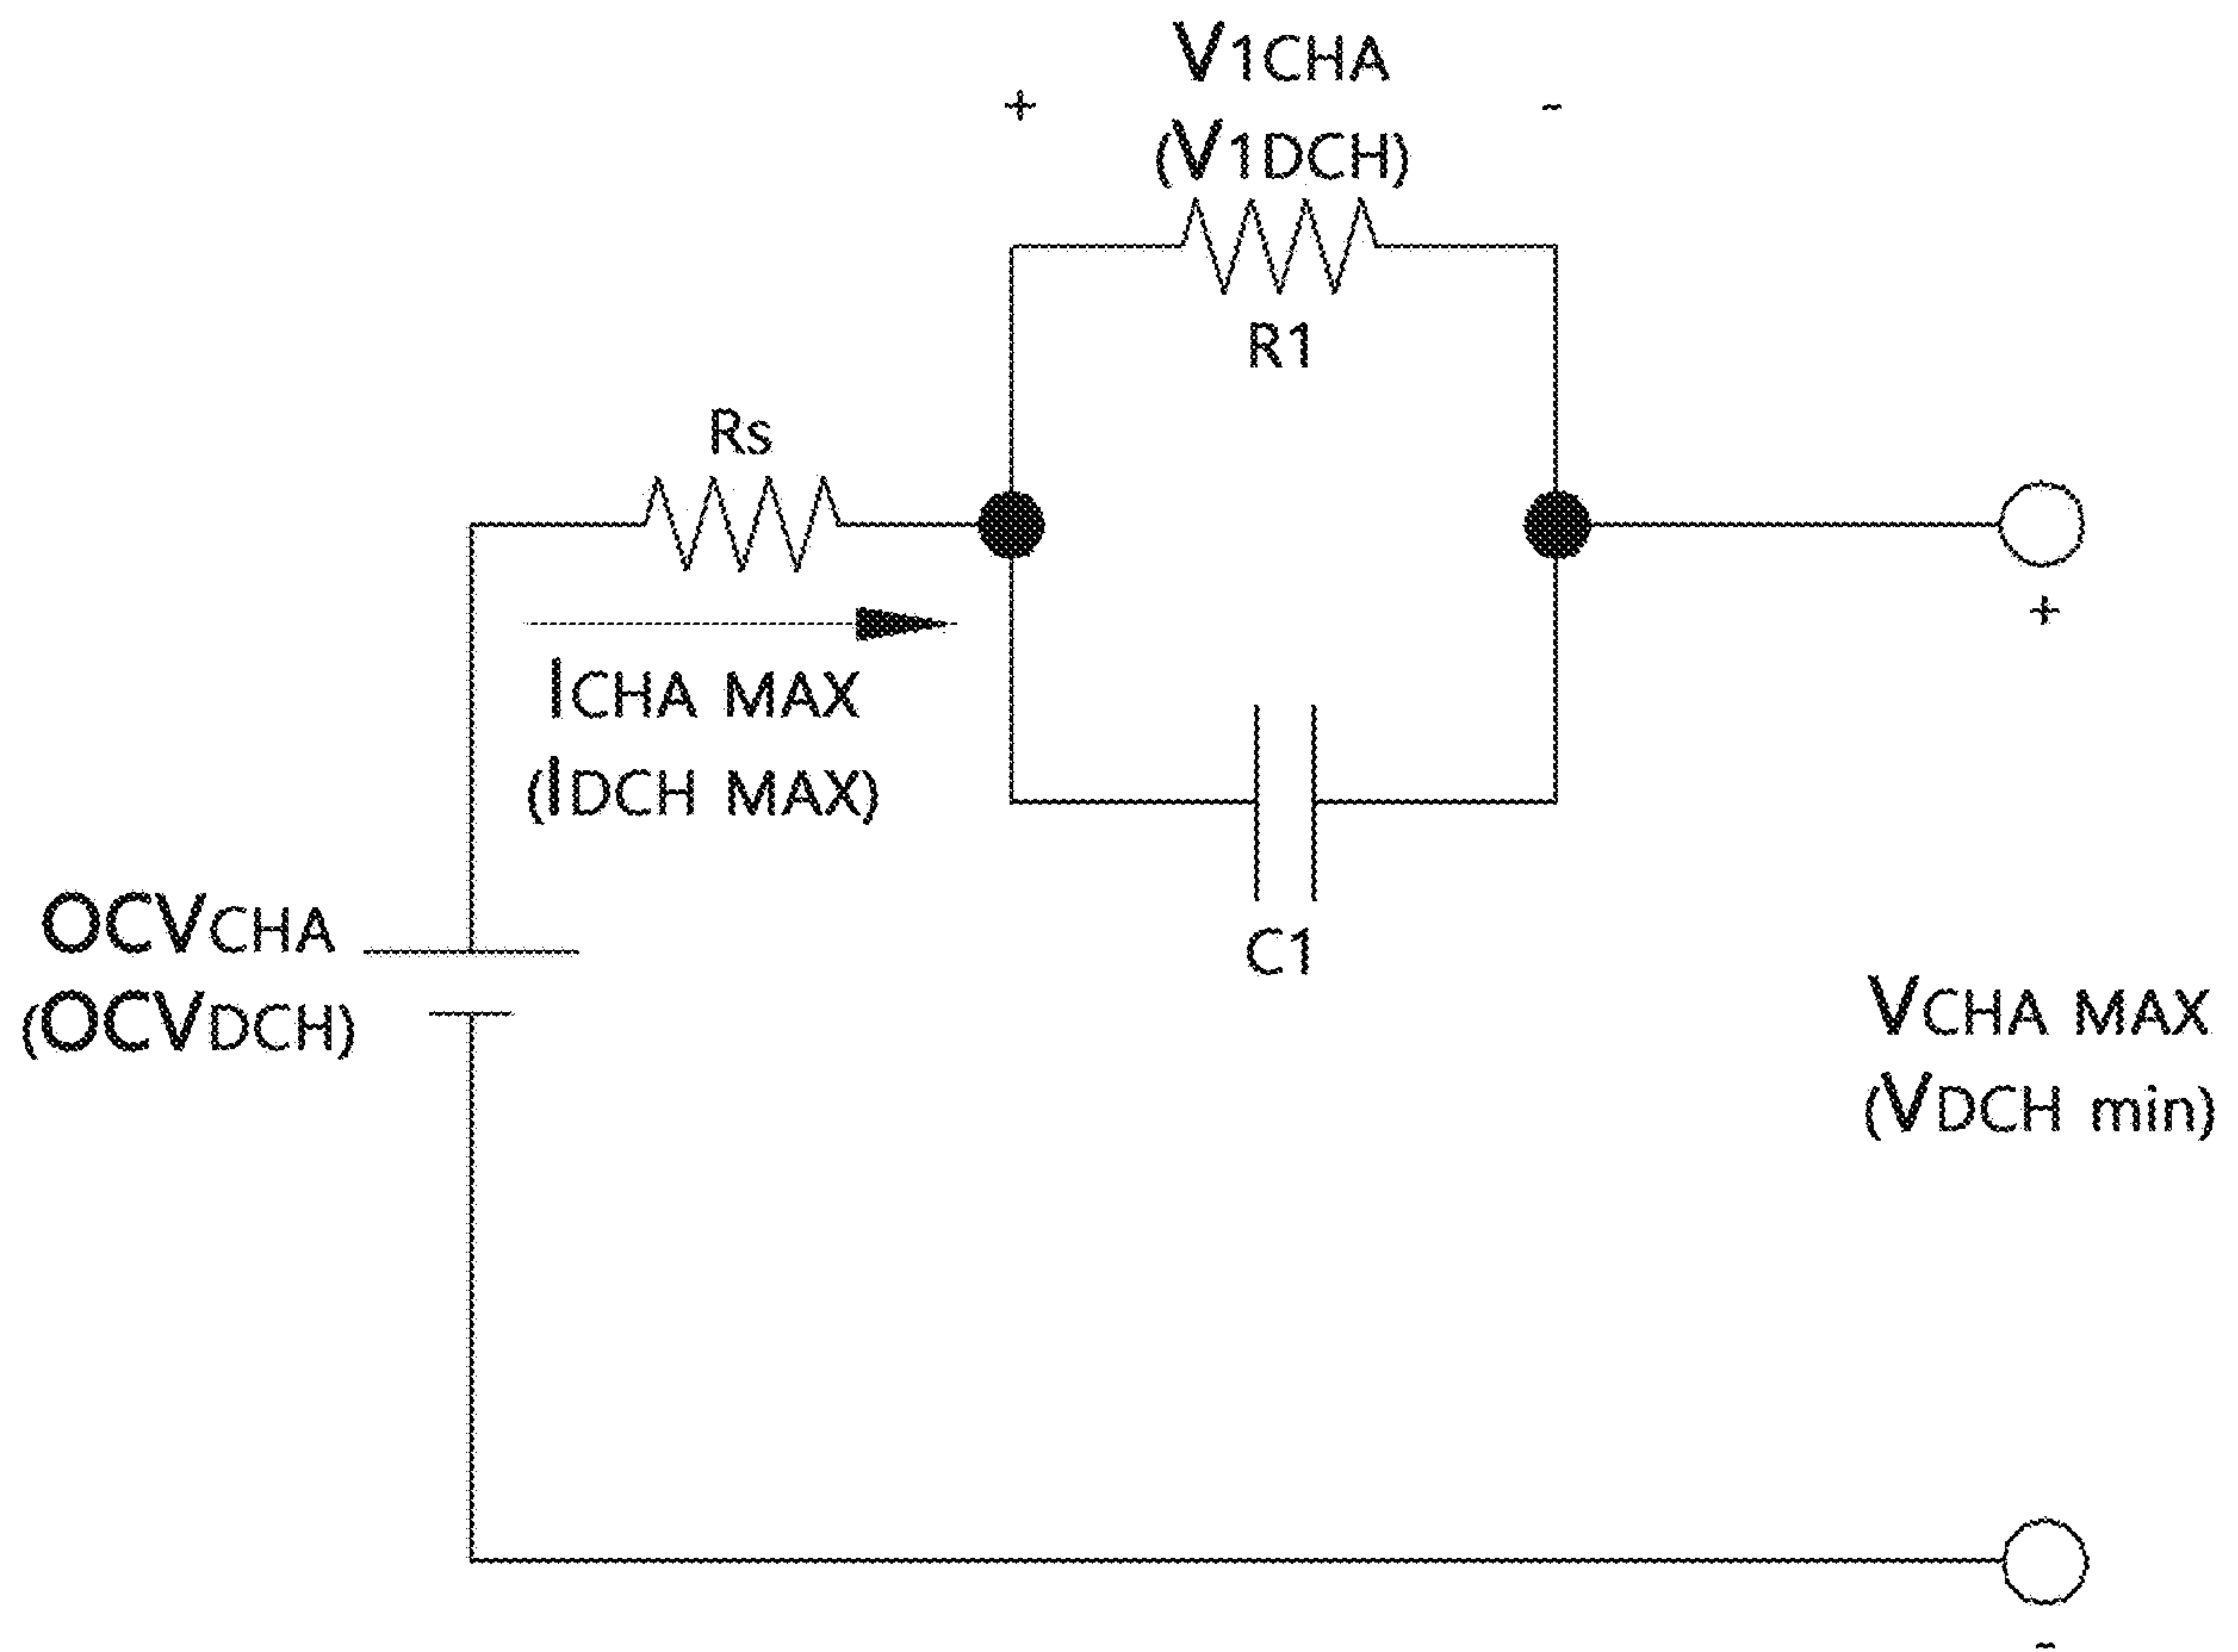 V1CHA
+ -
(V1DCH)
R1
Rs
+
ICHA MAX
(IDCH MAX)
OCVCHA
(OCVDCH)
C1
VCHA MAX
(VDCH min)
-